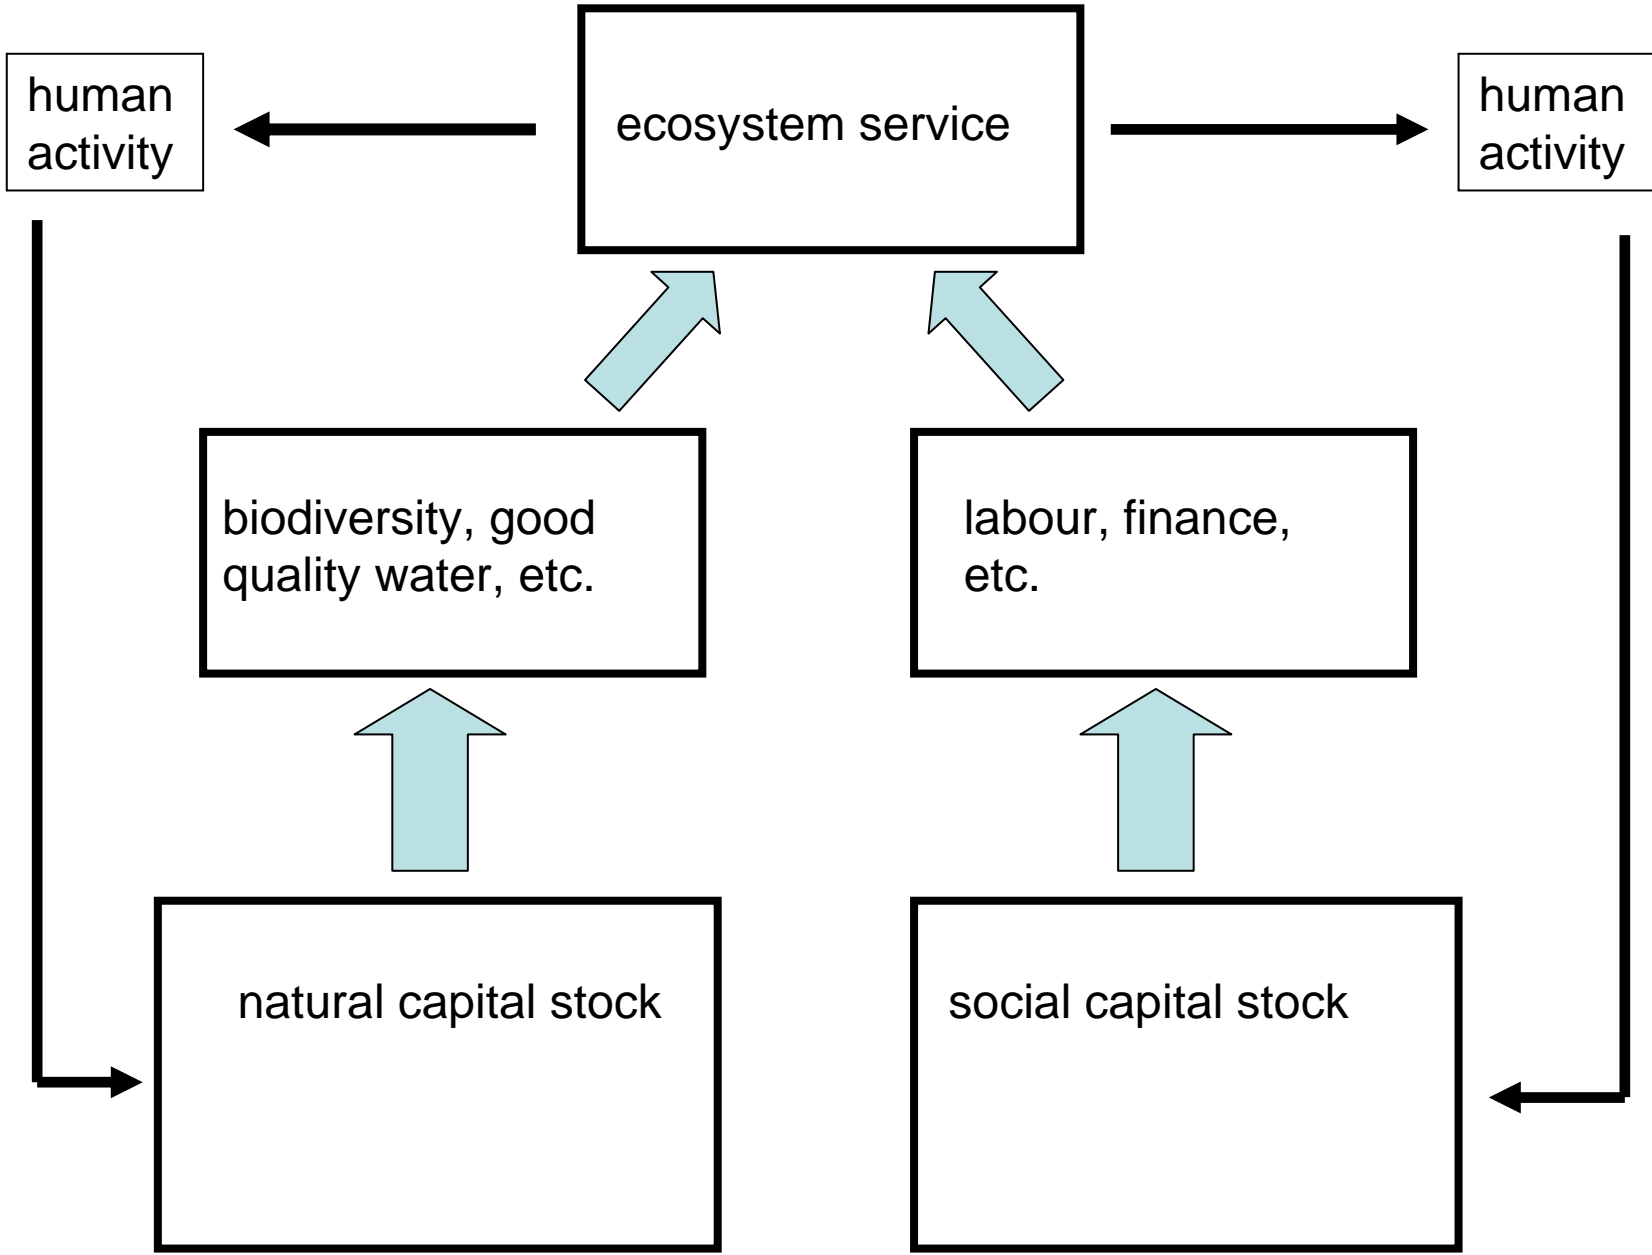 human
activity
ecosystem service
human
activity
biodiversity, good
quality water, etc.
labour, finance,
etc.
natural capital stock
social capital stock